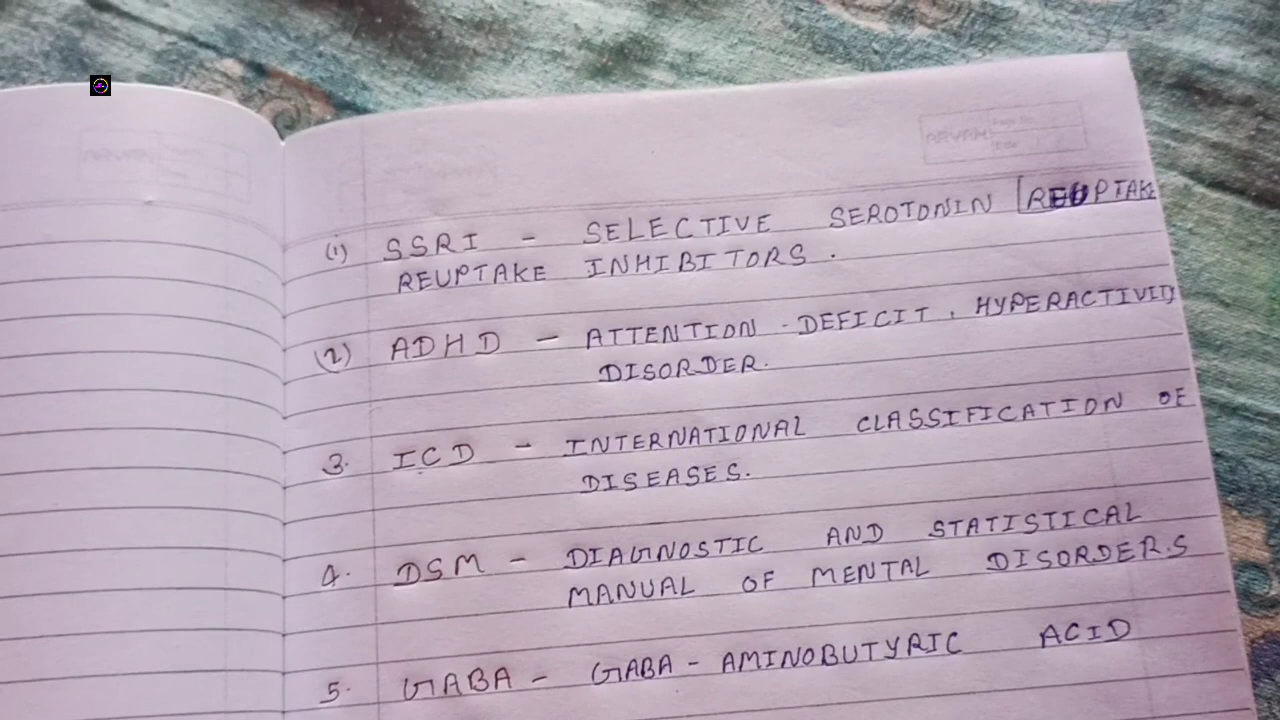 (1) SSRI - SELECTIVE SEROTONIN REUPTAKE
REUPTAKE INHIBITORS.
(2) ADHD - ATTENTION-DEFICIT, HYPERACTIVITY
DISORDER.
3. ICD - INTERNATIONAL CLASSIFICATION OF
DISEASES.
4. DSM - DIAGNOSTIC AND STATISTICAL
MANUAL OF MENTAL DISORDER.S
5. GABA - GABA-AMINOBUTYRIC ACID